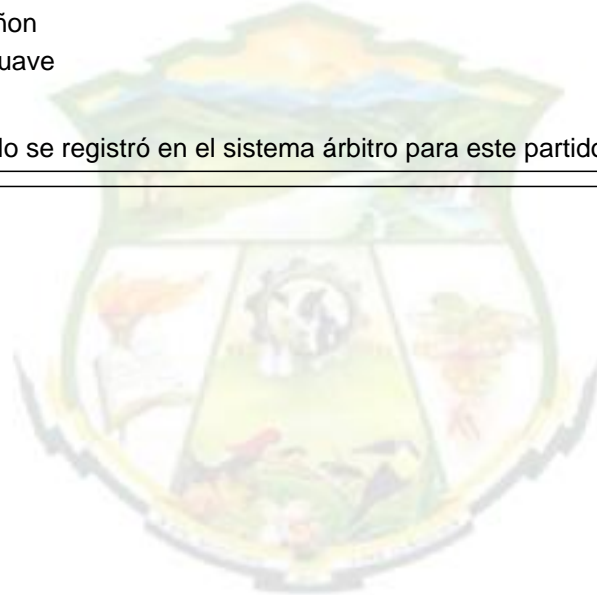 ñon
uave
lo se registró en el sistema árbitro para este partido